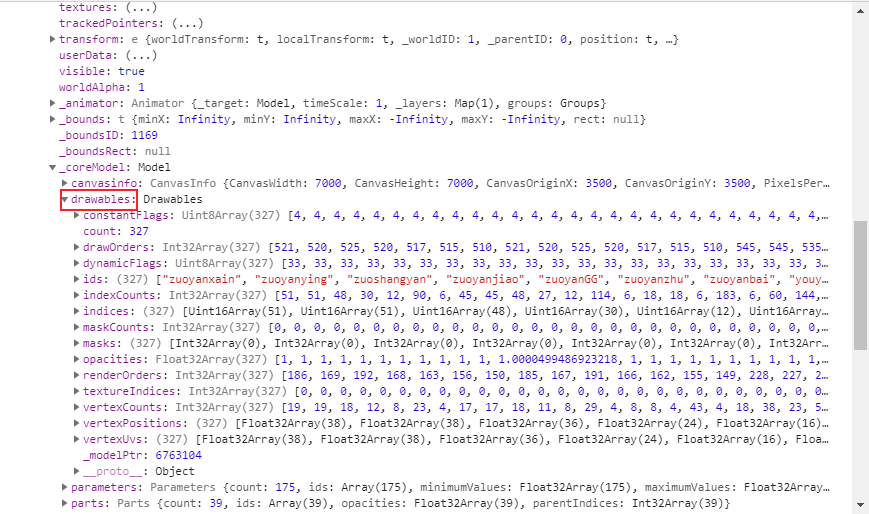 textures: (...)
trackedPointers: (...)
transform: e {worldTransform: t, localTransform: t, _worldID: 1, _parentID: 0, position: t, …}
userData: (...)
visible: true
worldAlpha: 1
_animator: Animator {_target: Model, timeScale: 1, _layers: Map(1), groups: Groups}
_bounds: t {minX: Infinity, minY: Infinity, maxX: -Infinity, maxY: -Infinity, rect: null}
_boundsID: 1169
_boundsRect: null
_coreModel: Model
canvasinfo: CanvasInfo {CanvasWidth: 7000, CanvasHeight: 7000, CanvasOriginX: 3500, CanvasOriginY: 3500, PixelsPer…
drawables: Drawables
constantFlags: Uint8Array(327) [4, 4, 4, 4, 4, 4, 4, 4, 4, 4, 4, 4, 4, 4, 4, 4, 4, 4, 4, 4, 4, 4, 4, 4,…
count: 327
drawOrders: Int32Array(327) [521, 520, 525, 520, 517, 515, 510, 521, 520, 525, 520, 517, 515, 510, 545, 545, 535…
dynamicFlags: Uint8Array(327) [33, 33, 33, 33, 33, 33, 33, 33, 33, 33, 33, 33, 33, 33, 33, 33, 33, 33, 33, 3…
ids: (327) ["zuoyanxain", "zuoyanying", "zuoshangyan", "zuoyanjiao", "zuoyanGG", "zuoyanzhu", "zuoyanbai", "youy…
indexCounts: Int32Array(327) [51, 51, 48, 30, 12, 90, 6, 45, 45, 48, 27, 12, 114, 6, 18, 18, 6, 183, 6, 60, 144,…
indices: (327) [Uint16Array(51), Uint16Array(51), Uint16Array(48), Uint16Array(30), Uint16Array(12), Uint16Array…
maskCounts: Int32Array(327) [0, 0, 0, 0, 0, 0, 0, 0, 0, 0, 0, 0, 0, 0, 0, 0, 0, 0, 0, 0, 0, 0, 0, 0, 0,…
masks: (327) [Int32Array(0), Int32Array(0), Int32Array(0), Int32Array(0), Int32Array(0), Int32Array(0), Int32Arr…
opacities: Float32Array(327) [1, 1, 1, 1, 1, 1, 1, 1, 1, 1, 1.0000499486923218, 1, 1, 1, 1, 1, 1, 1, 1, 1,…
renderOrders: Int32Array(327) [186, 169, 192, 168, 163, 156, 150, 185, 167, 191, 166, 162, 155, 149, 228, 227, 2…
textureIndices: Int32Array(327) [0, 0, 0, 0, 0, 0, 0, 0, 0, 0, 0, 0, 0, 0, 0, 0, 0, 0, 0, 0, 0, 0, 0, 0…
vertexCounts: Int32Array(327) [19, 19, 18, 12, 8, 23, 4, 17, 17, 18, 11, 8, 29, 4, 8, 8, 4, 43, 4, 18, 38, 23, 5…
vertexPositions: (327) [Float32Array(38), Float32Array(38), Float32Array(36), Float32Array(24), Float32Array(16)…
vertexUvs: (327) [Float32Array(38), Float32Array(38), Float32Array(36), Float32Array(24), Float32Array(16), Floa…
_modelPtr: 6763104
__proto__: Object
parameters: Parameters {count: 175, ids: Array(175), minimumValues: Float32Array(175), maximumValues: Float32Array…
parts: Parts {count: 39, ids: Array(39), opacities: Float32Array(39), parentIndices: Int32Array(39)}